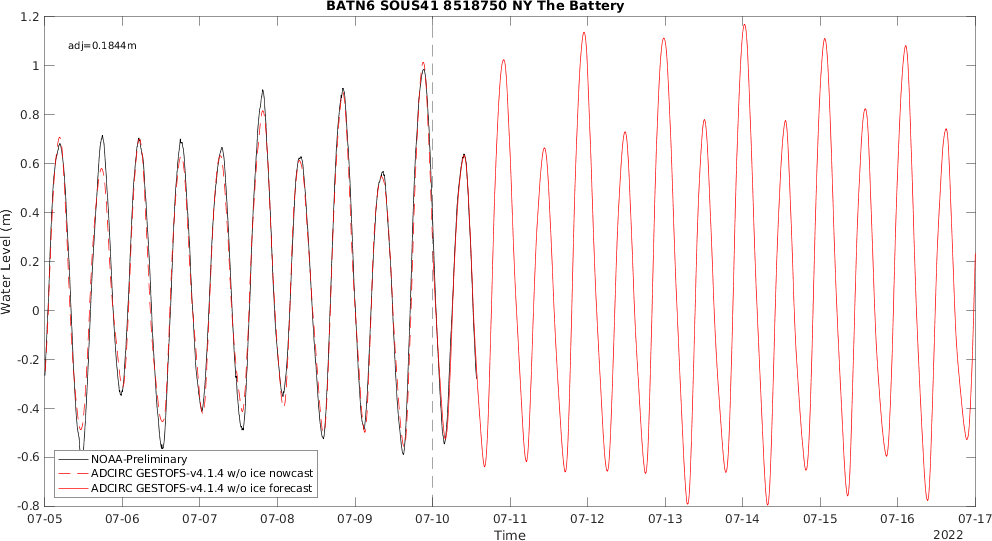 BATN6 SOUS41 8518750 NY The Battery
adj=0.1844m
1.2
1
0.8
0.6
0.4
0.2
0
-0.2
-0.4
-0.6
-0.8
Water Level (m)
NOAA-Preliminary
ADCIRC GESTOFS-v4.1.4 w/o ice nowcast
ADCIRC GESTOFS-v4.1.4 w/o ice forecast
07-05 07-06 07-07 07-08 07-09 07-10 07-11 07-12 07-13 07-14 07-15 07-16 07-17
Time
2022